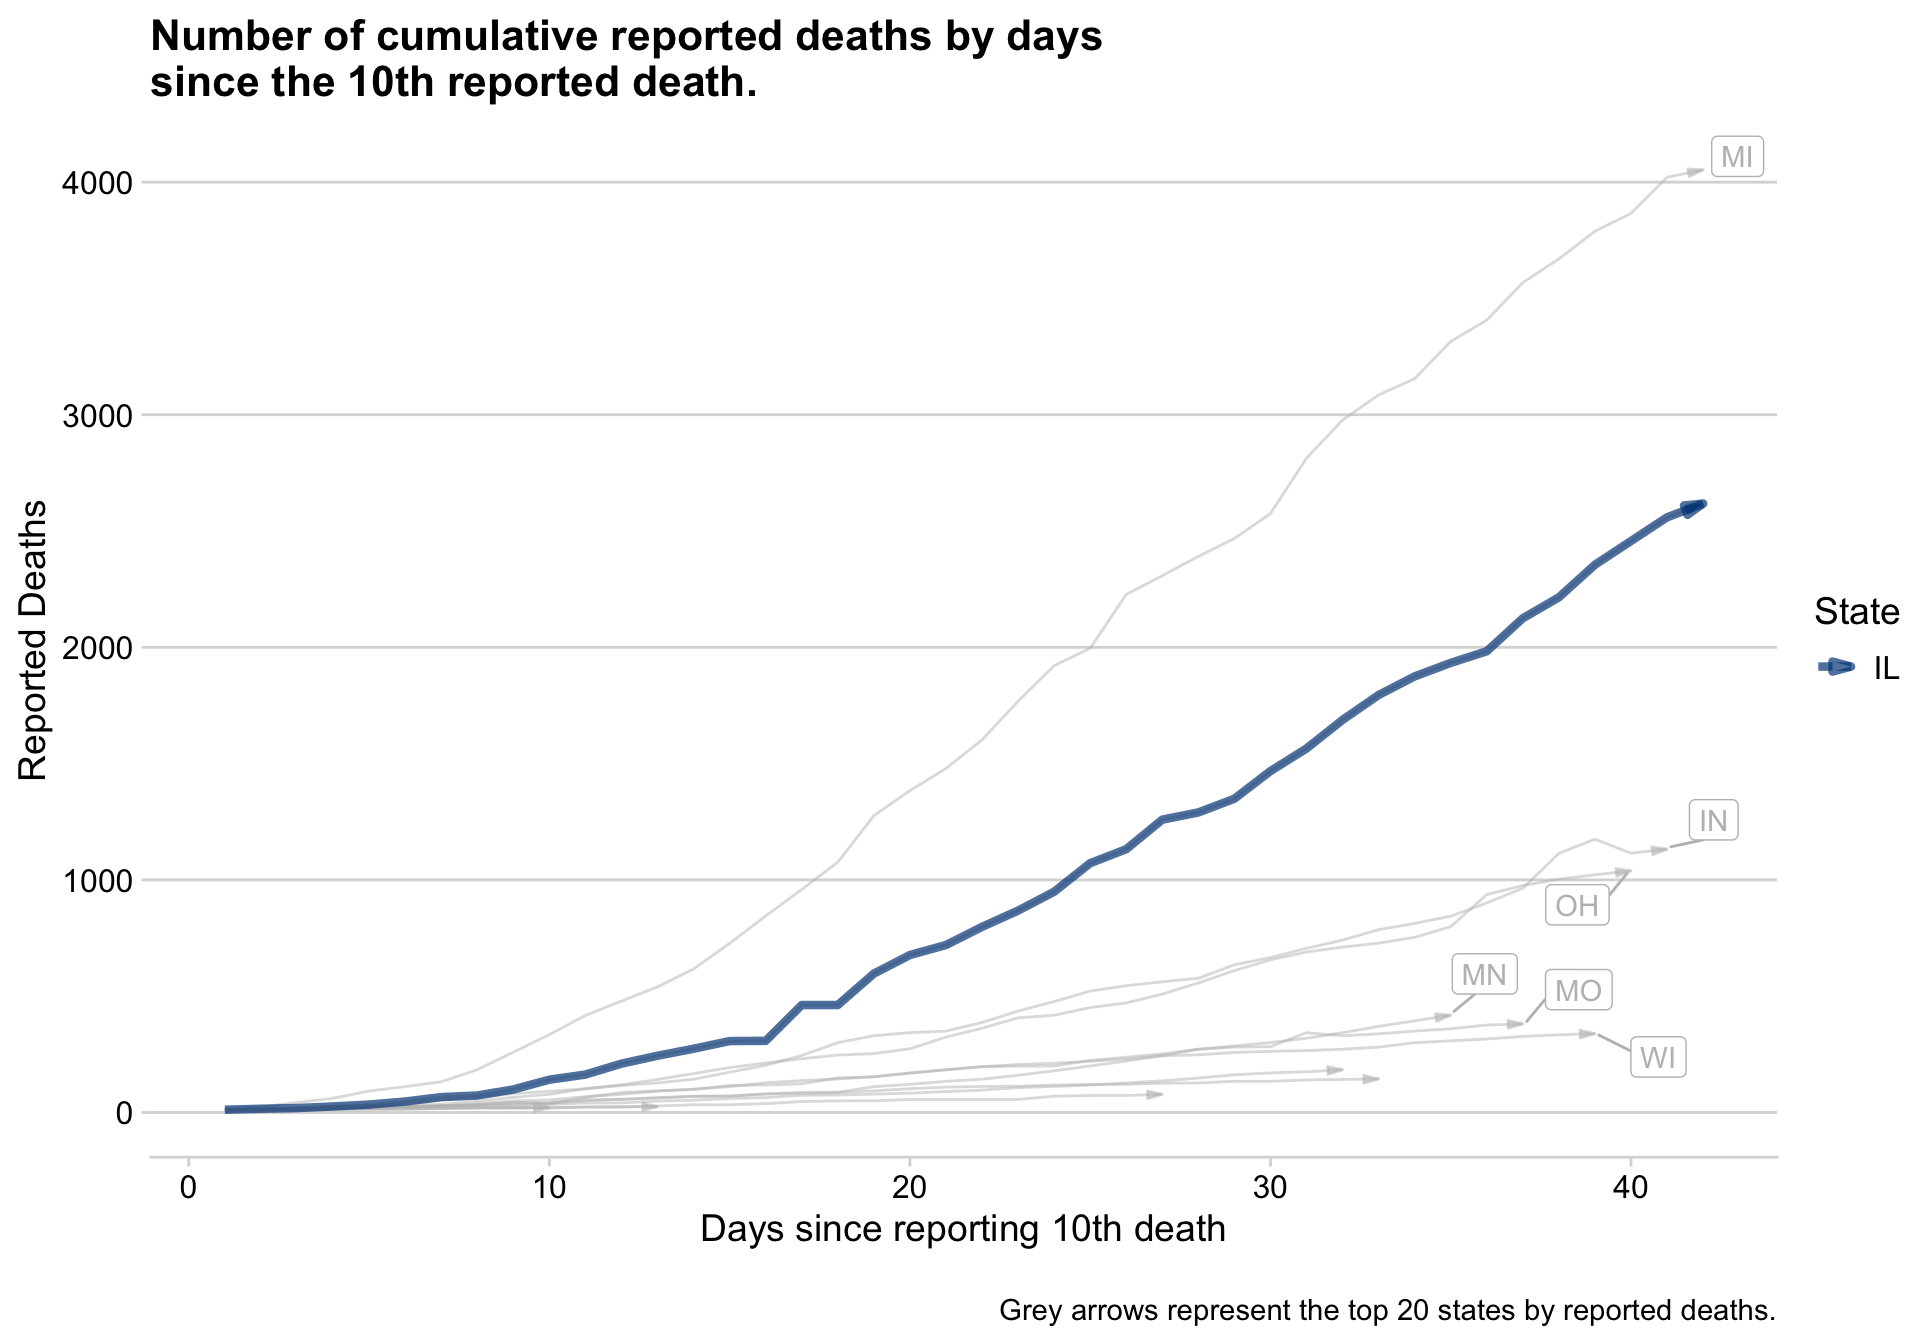 Number of cumulative reported deaths by days
since the 10th reported death.
MI
4000
3000
Reported Deaths
State
IL
2000
IN
1000
OH
MN
MO
WI
0
0 10 20 30 40
Days since reporting 10th death
Grey arrows represent the top 20 states by reported deaths.